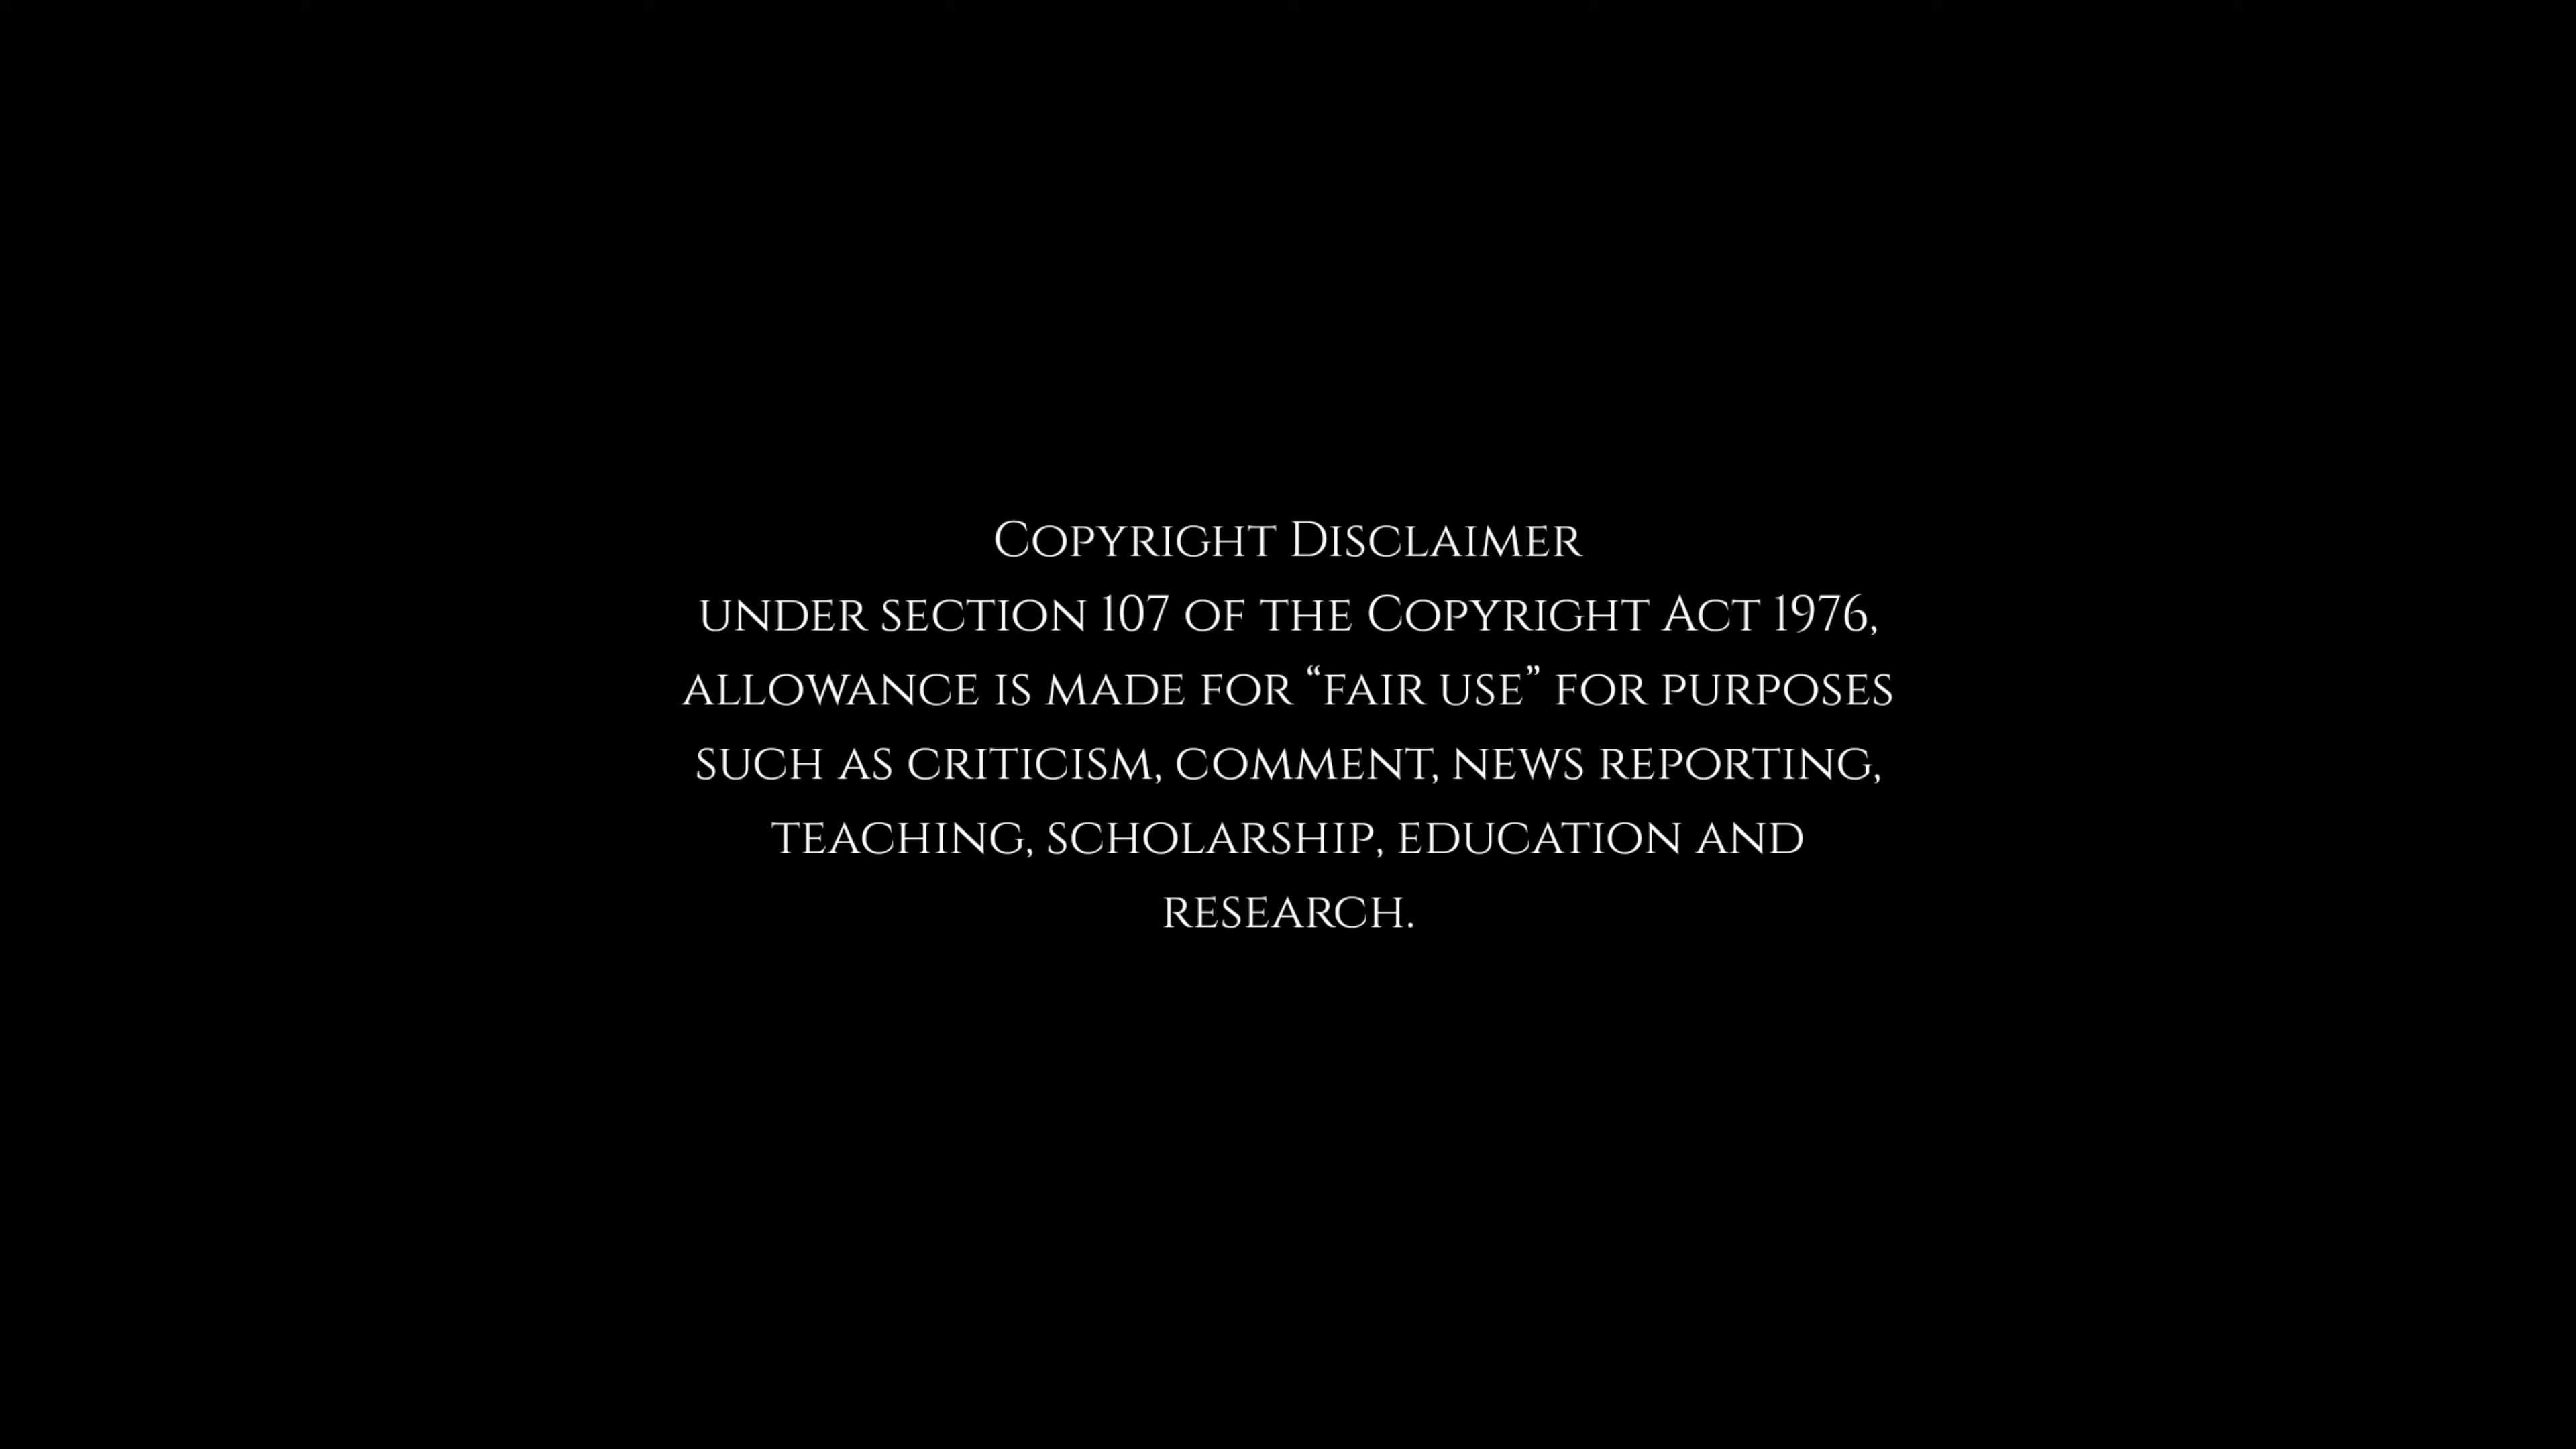 Copyright Disclaimer
under section 107 of the Copyright Act 1976,
allowance is made for “fair use” for purposes
such as criticism, comment, news reporting,
teaching, scholarship, education and
research.